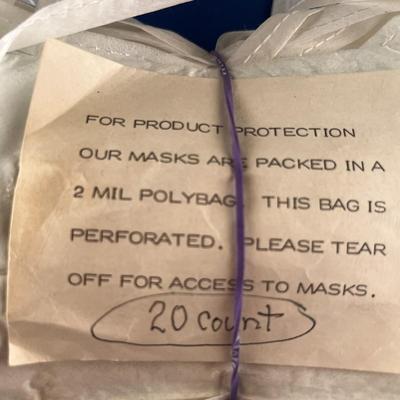 FOR PRODUCT PROTECTION
OUR MASKS ARE PACKED IN A
2 MIL POLYBAG. THIS BAG IS
PERFORATED. PLEASE TEAR
OFF FOR ACCESS TO MASKS.
20 count